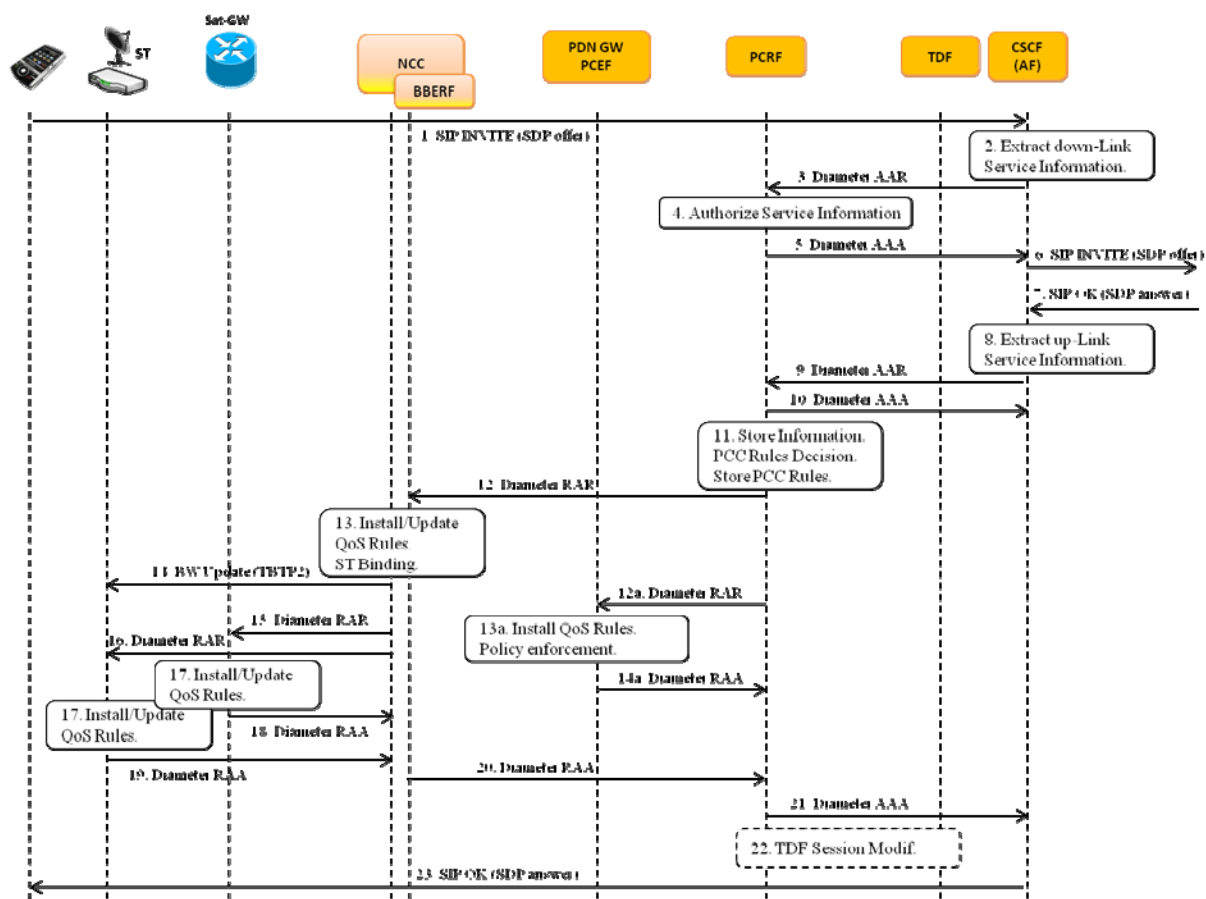 Sat-GW
ST
NCC
BBERF
PDN GW
PCEF
PCRF
TDF
CSCF
(AF)
1 SIP INVITE (SDP offer)
2. Extract down-Link
Service Information.
3 Diameter AAR
4. Authorize Service Information
5 Diameter AAA
6 SIP INVITE (SDP offer)
7. SIP OK (SDP answer)
8. Extract up-Link
Service Information.
9 Diameter AAR
10 Diameter AAA
11. Store Information.
PCC Rules Decision.
Store PCC Rules.
12 Diameter RAR
13. Install/Update
QoS Rules
ST Binding.
14 BW Update (TBTP2)
12a. Diameter RAR
15 Diameter RAR
16. Diameter RAR
13a. Install QoS Rules.
Policy enforcement.
17. Install/Update
QoS Rules.
14a Diameter RAA
17. Install/Update
QoS Rules.
18 Diameter RAA
19. Diameter RAA
20. Diameter RAA
21 Diameter AAA
22. TDF Session Modif.
23 SIP OK (SDP answer)